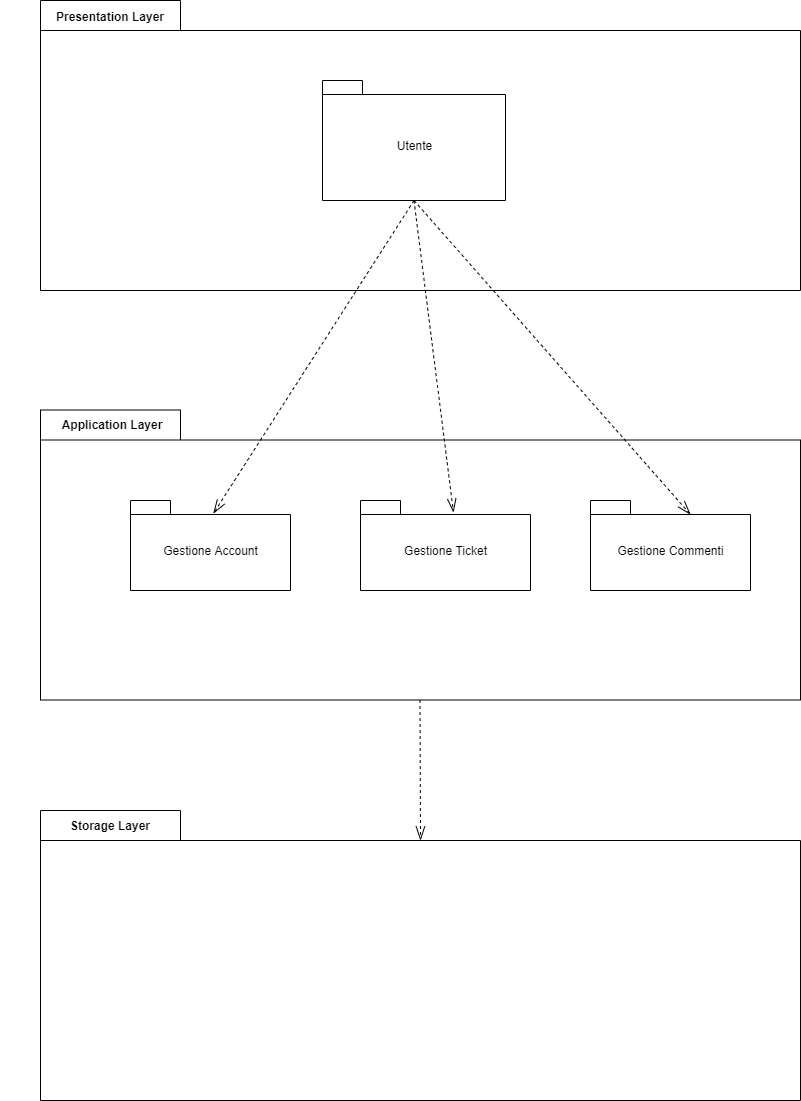 Presentation Layer
Utente
Application Layer
Gestione Account
Gestione Ticket
Gestione Commenti
Storage Layer